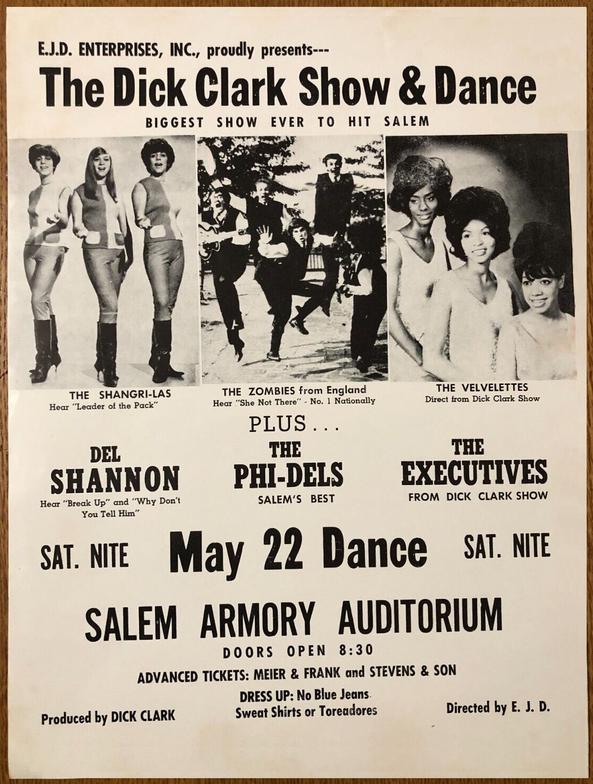 E.J.D. ENTERPRISES, INC., proudly presents---
The Dick Clark Show & Dance
BIGGEST SHOW EVER TO HIT SALEM
THE SHANGRI-LAS
Hear "Leader of the Pack"
THE ZOMBIES from England
Hear "She Not There" - No. 1 Nationally
THE VELVELETTES
Direct from Dick Clark Show
PLUS...
DEL
SHANNON
Hear "Break Up" and "Why Don't
You Tell Him"
THE
PHI-DELS
SALEM'S BEST
THE
EXECUTIVES
FROM DICK CLARK SHOW
SAT. NITE
May 22 Dance
SAT. NITE
SALEM ARMORY AUDITORIUM
DOORS OPEN 8:30
ADVANCED TICKETS: MEIER & FRANK and STEVENS & SON
DRESS UP: No Blue Jeans
Sweat Shirts or Toreadores
Produced by DICK CLARK
Directed by E. J. D.